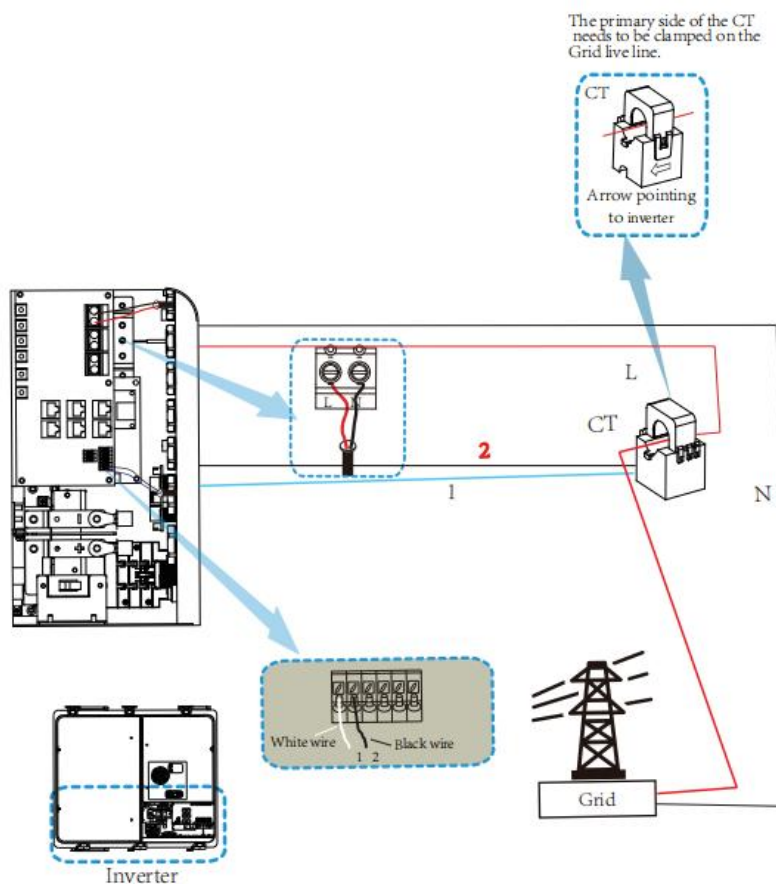 The primary side of the CT
needs to be clamped on the
Grid live line.
CT
Arrow pointing
to inverter
L
L N
CT
2
1
N
White wire
1 2
Black wire
Grid
Inverter